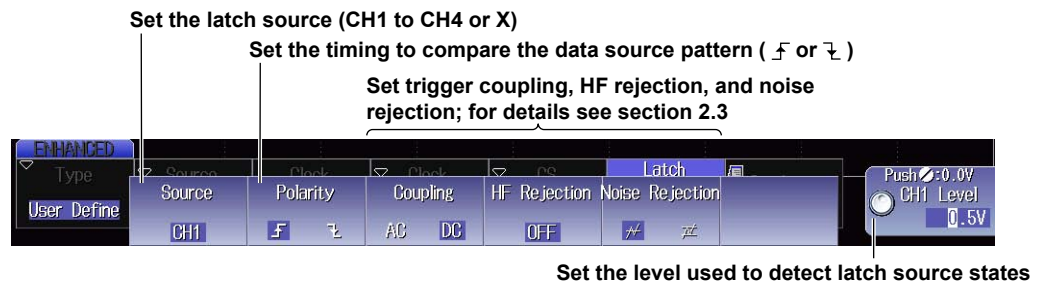 Set the latch source (CH1 to CH4 or X)
Set the timing to compare the data source pattern ( or )
Set trigger coupling, HF rejection, and noise
rejection; for details see section 2.3
ENHANCED
Type Source Clock Clock CS Latch
User Define
Source Polarity Coupling HF Rejection Noise Rejection
CH1 AC DC OFF
Push :0.0V
CH1 Level
0.5V
Set the level used to detect latch source states